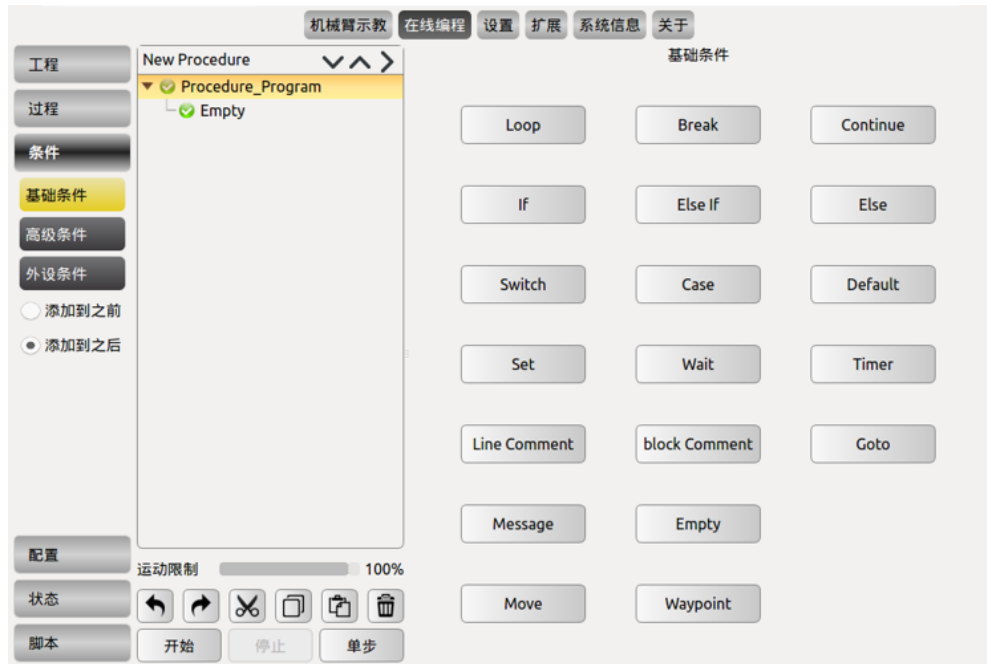 机械臂示教 在线编程 设置 扩展 系统信息 关于
工程
过程
条件
基础条件
高级条件
外设条件
添加到之前
添加到之后
配置
状态
脚本
New Procedure
Procedure_Program
Empty
运动限制 100%
开始 停止 单步
基础条件
Loop Break Continue
If Else If Else
Switch Case Default
Set Wait Timer
Line Comment block Comment Goto
Message Empty
Move Waypoint